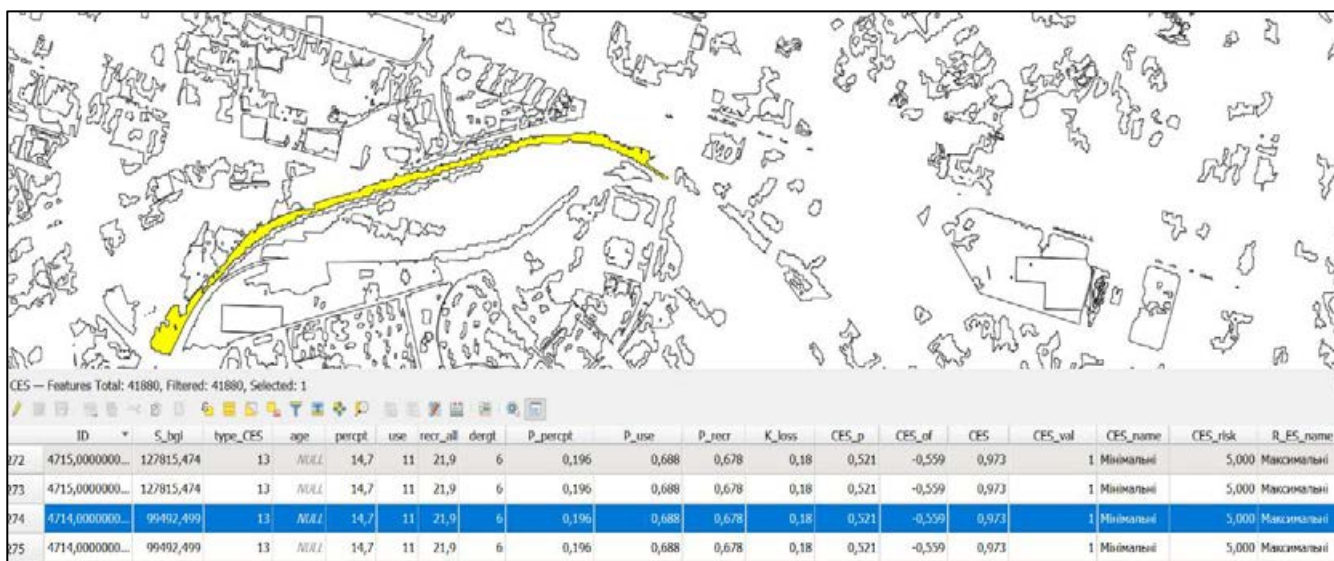 CES — Features Total: 41880, Filtered: 41880, Selected: 1
ID S_bgl type_CES age percpt use recr_all dergt P_percpt P_use P_recr K_loss CES_p CES_of CES CES_val CES_name CES_risk R_ES_name
272 4715,0000000... 127815,474 13 NULL 14,7 11 21,9 6 0,196 0,688 0,678 0,18 0,521 -0,559 0,973 1 Мінімальні 5,000 Максимальні
273 4715,0000000... 127815,474 13 NULL 14,7 11 21,9 6 0,196 0,688 0,678 0,18 0,521 -0,559 0,973 1 Мінімальні 5,000 Максимальні
274 4714,0000000... 99492,499 13 NULL 14,7 11 21,9 6 0,196 0,688 0,678 0,18 0,521 -0,559 0,973 1 Мінімальні 5,000 Максимальні
275 4714,0000000... 99492,499 13 NULL 14,7 11 21,9 6 0,196 0,688 0,678 0,18 0,521 -0,559 0,973 1 Мінімальні 5,000 Максимальні